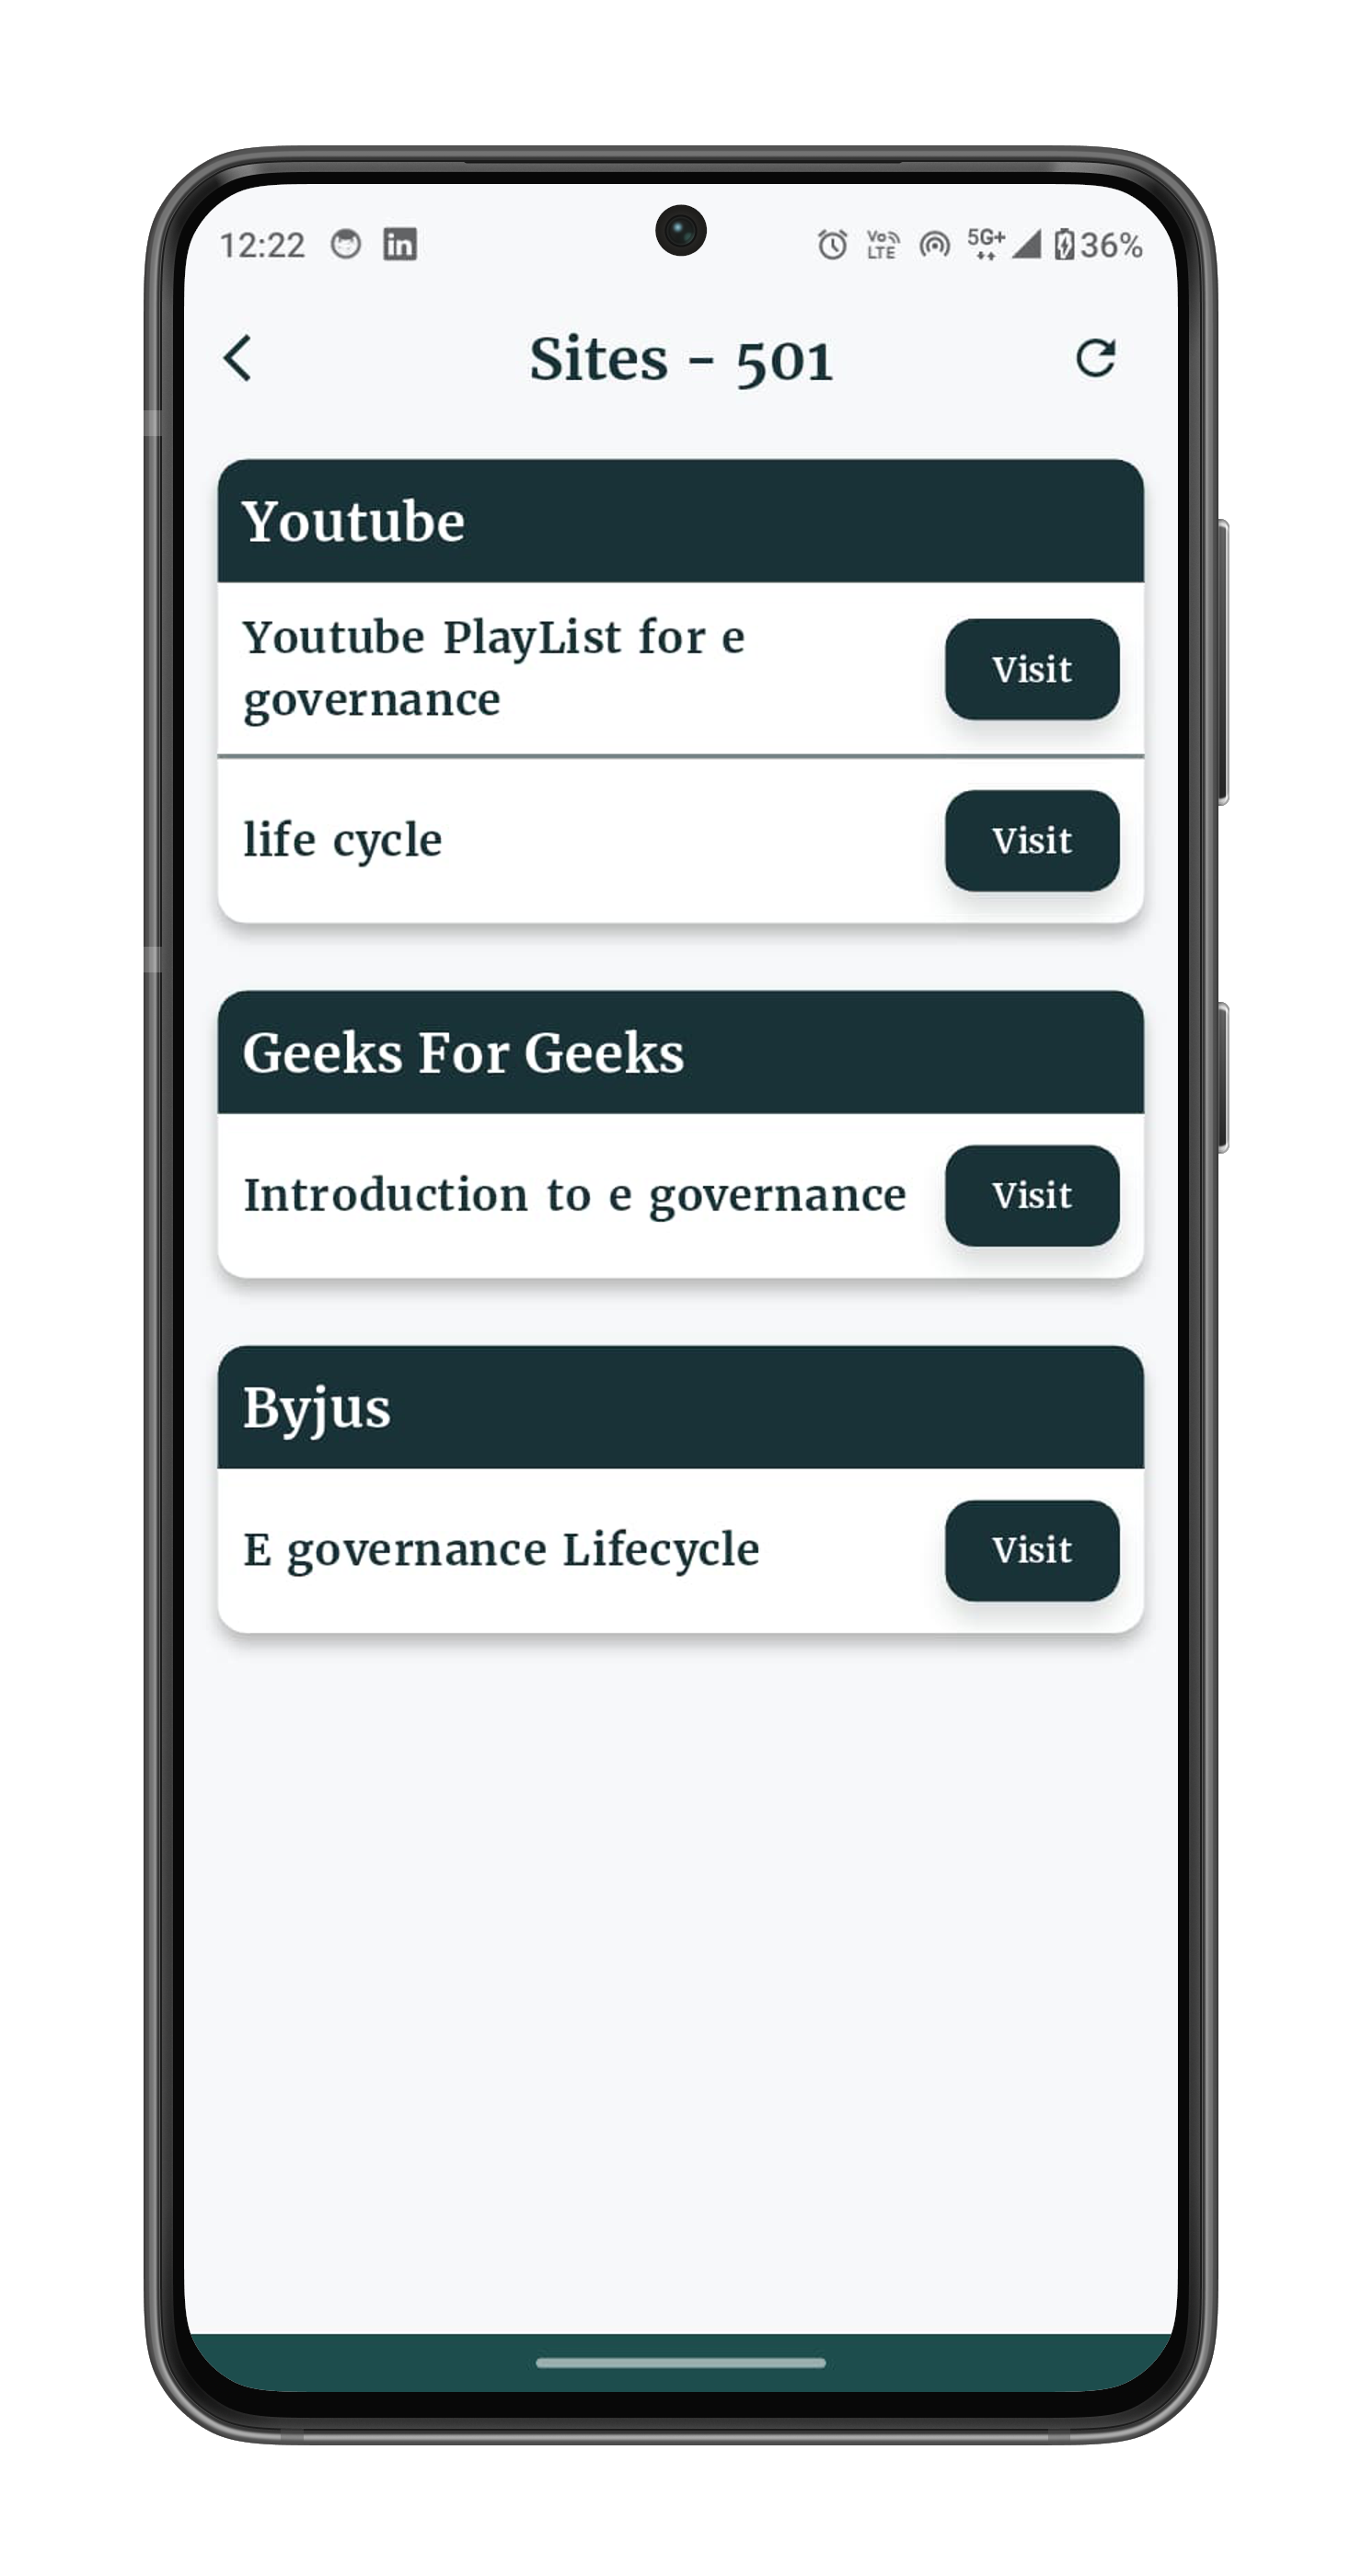 12:22 in Vo LTE 5G+ 36%
Sites - 501
Youtube
Youtube PlayList for e
governance
Visit
life cycle
Visit
Geeks For Geeks
Introduction to e governance
Visit
Byjus
E governance Lifecycle
Visit